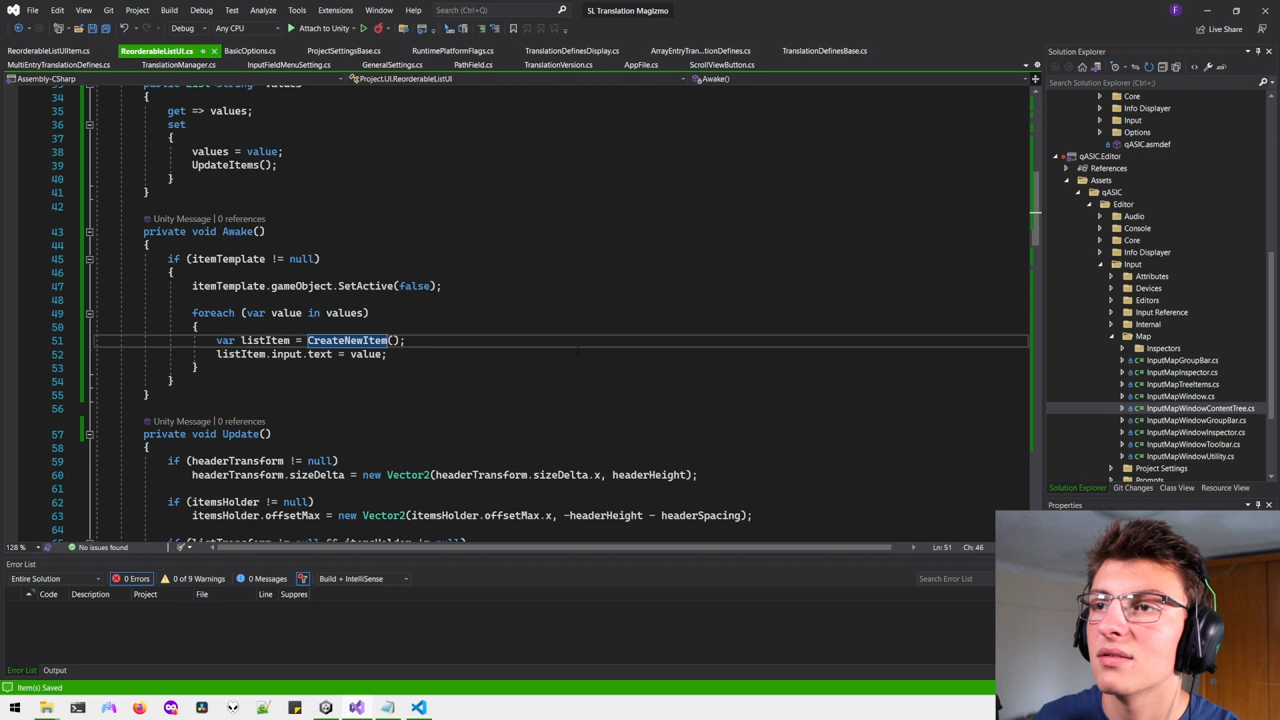 File Edit View Git Project Build Debug Test Analyze Tools Extensions Window Help Search (Ctrl+Q) SL Translation Magizmo F
Debug Any CPU Attach to Unity Live Share
ReorderableListUIItem.cs ReorderableListUI.cs BasicOptions.cs ProjectSettingsBase.cs RuntimePlatformFlags.cs TranslationDefinesDisplay.cs ArrayEntryTran...tionDefines.cs TranslationDefinesBase.cs
MultiEntryTranslationDefines.cs TranslationManager.cs InputFieldMenuSetting.cs GeneralSettings.cs PathField.cs TranslationVersion.cs AppFile.cs ScrollViewButton.cs
Assembly-CSharp Project.UI.ReorderableListUI Awake()
34 {
35 get => values;
36 set
37 {
38 values = value;
39 UpdateItems();
40 }
41 }
42
Unity Message | 0 references
43 private void Awake()
44 {
45 if (itemTemplate != null)
46 {
47 itemTemplate.gameObject.SetActive(false);
48
49 foreach (var value in values)
50 {
51 var listItem = CreateNewItem();
52 listItem.input.text = value;
53 }
54 }
55 }
56
Unity Message | 0 references
57 private void Update()
58 {
59 if (headerTransform != null)
60 headerTransform.sizeDelta = new Vector2(headerTransform.sizeDelta.x, headerHeight);
61
62 if (itemsHolder != null)
63 itemsHolder.offsetMax = new Vector2(itemsHolder.offsetMax.x, -headerHeight - headerSpacing);
64
128 % No issues found Ln: 51 Ch: 46
Error List
Entire Solution 0 Errors 0 of 9 Warnings 0 Messages Build + IntelliSense Search Error List
Code Description Project File Line Suppres
Error List Output
Item(s) Saved
Solution Explorer
Search Solution Explorer (Ctrl+;)
Core
Info Displayer
Input
Options
qASIC.asmdef
qASIC.Editor
References
Assets
qASIC
Editor
Audio
Console
Core
Info Displayer
Input
Attributes
Devices
Editors
Input Reference
Internal
Map
Inspectors
InputMapGroupBar.cs
InputMapInspector.cs
InputMapTreeItems.cs
InputMapWindow.cs
InputMapWindowContentTree.cs
InputMapWindowGroupBar.cs
InputMapWindowInspector.cs
InputMapWindowToolbar.cs
InputMapWindowUtility.cs
Project Settings
Prompts
Solution Explorer Git Changes Class View Resource View
Properties